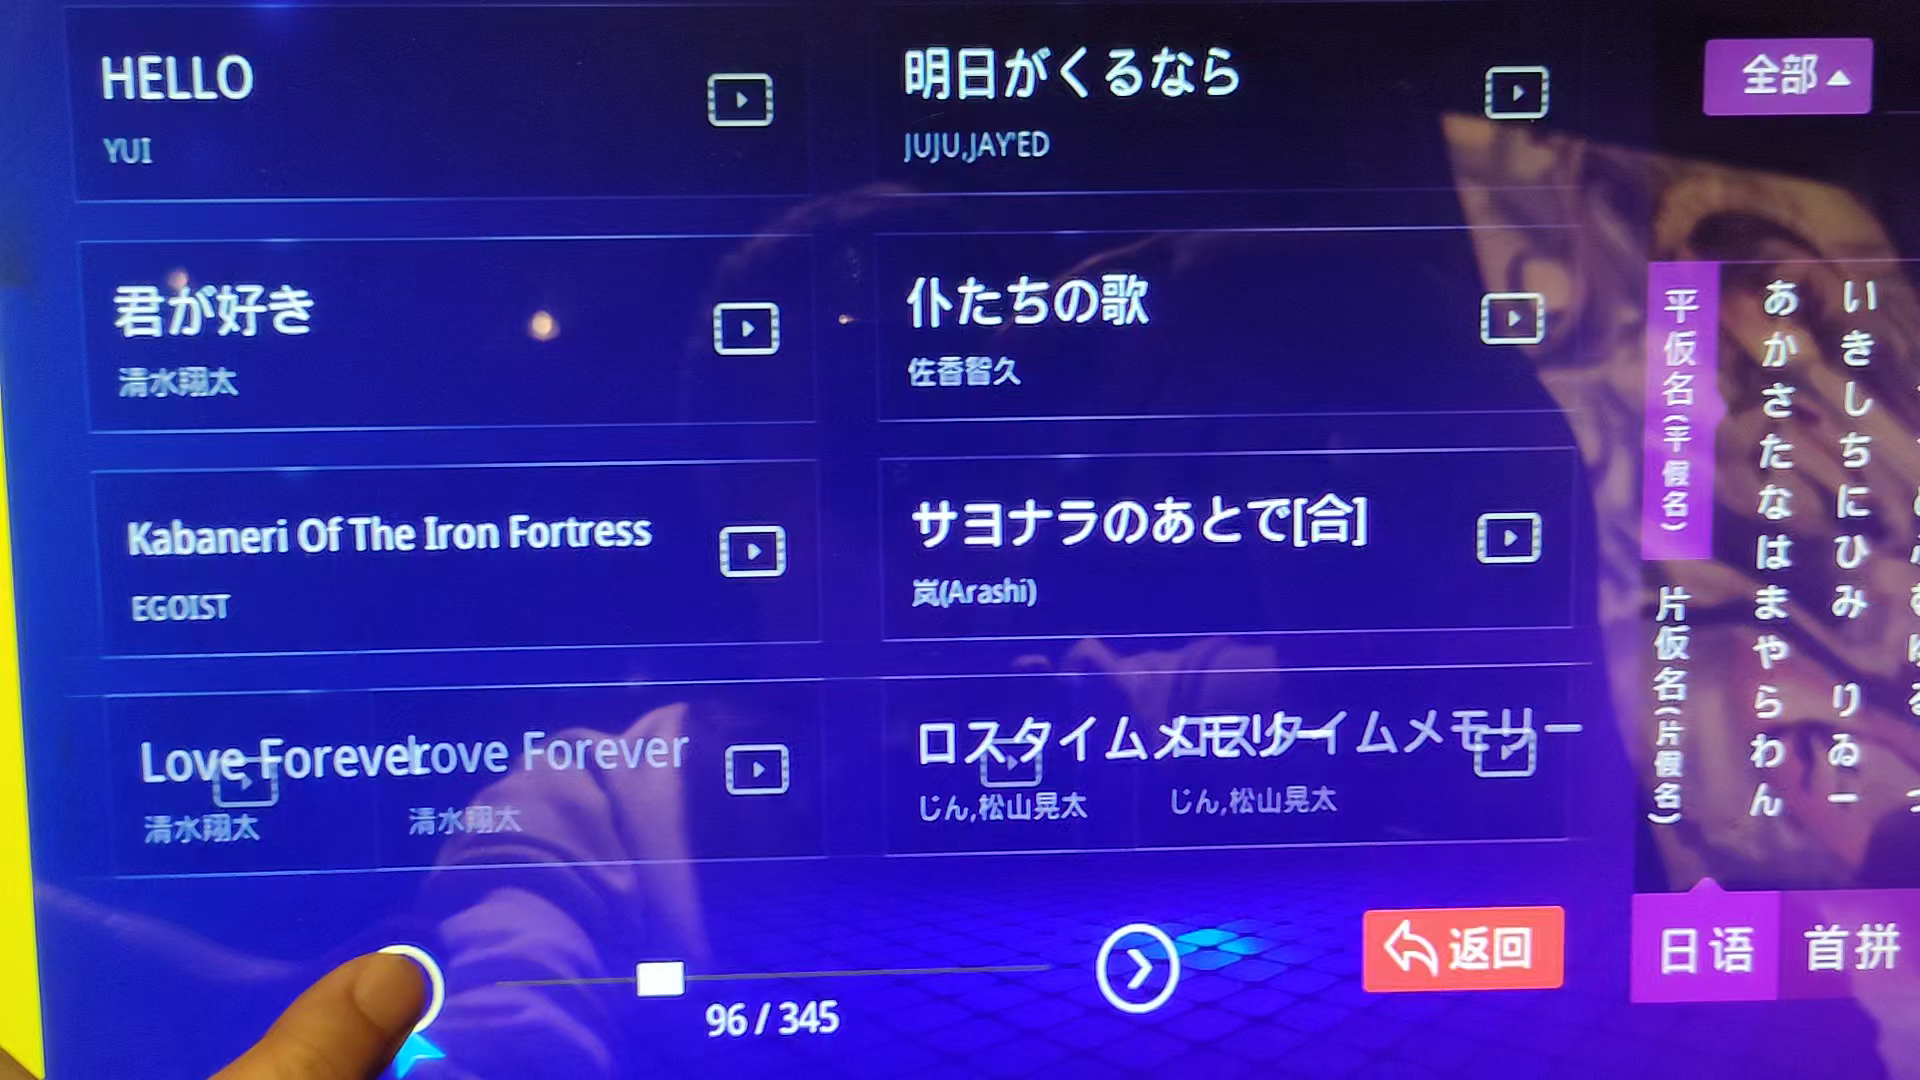 HELLO
YUI
明日がくるなら
JUJU,JAY'ED
全部
君が好き
清水翔太
仆たちの歌
佐香智久
Kabaneri Of The Iron Fortress
EGOIST
サヨナラのあとで[合]
岚(Arashi)
Love Forever
Love Forever
清水翔太
清水翔太
ロスタイムメモリー
ロスタイムメモリー
じん,松山晃太
じん,松山晃太
平仮名(平假名)
片仮名(片假名)
あかさたなはまやらわん
いきしちにひみ りゐー
96 / 345
返回
日语
首拼